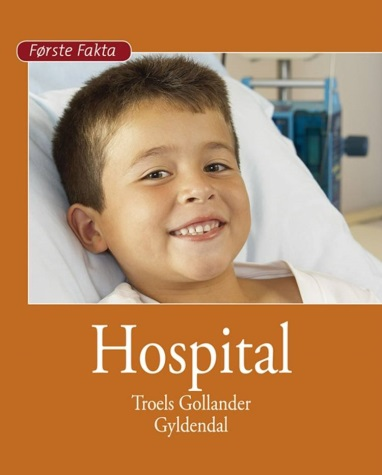 Første Fakta
Hospital
Troels Gollander
Gyldendal